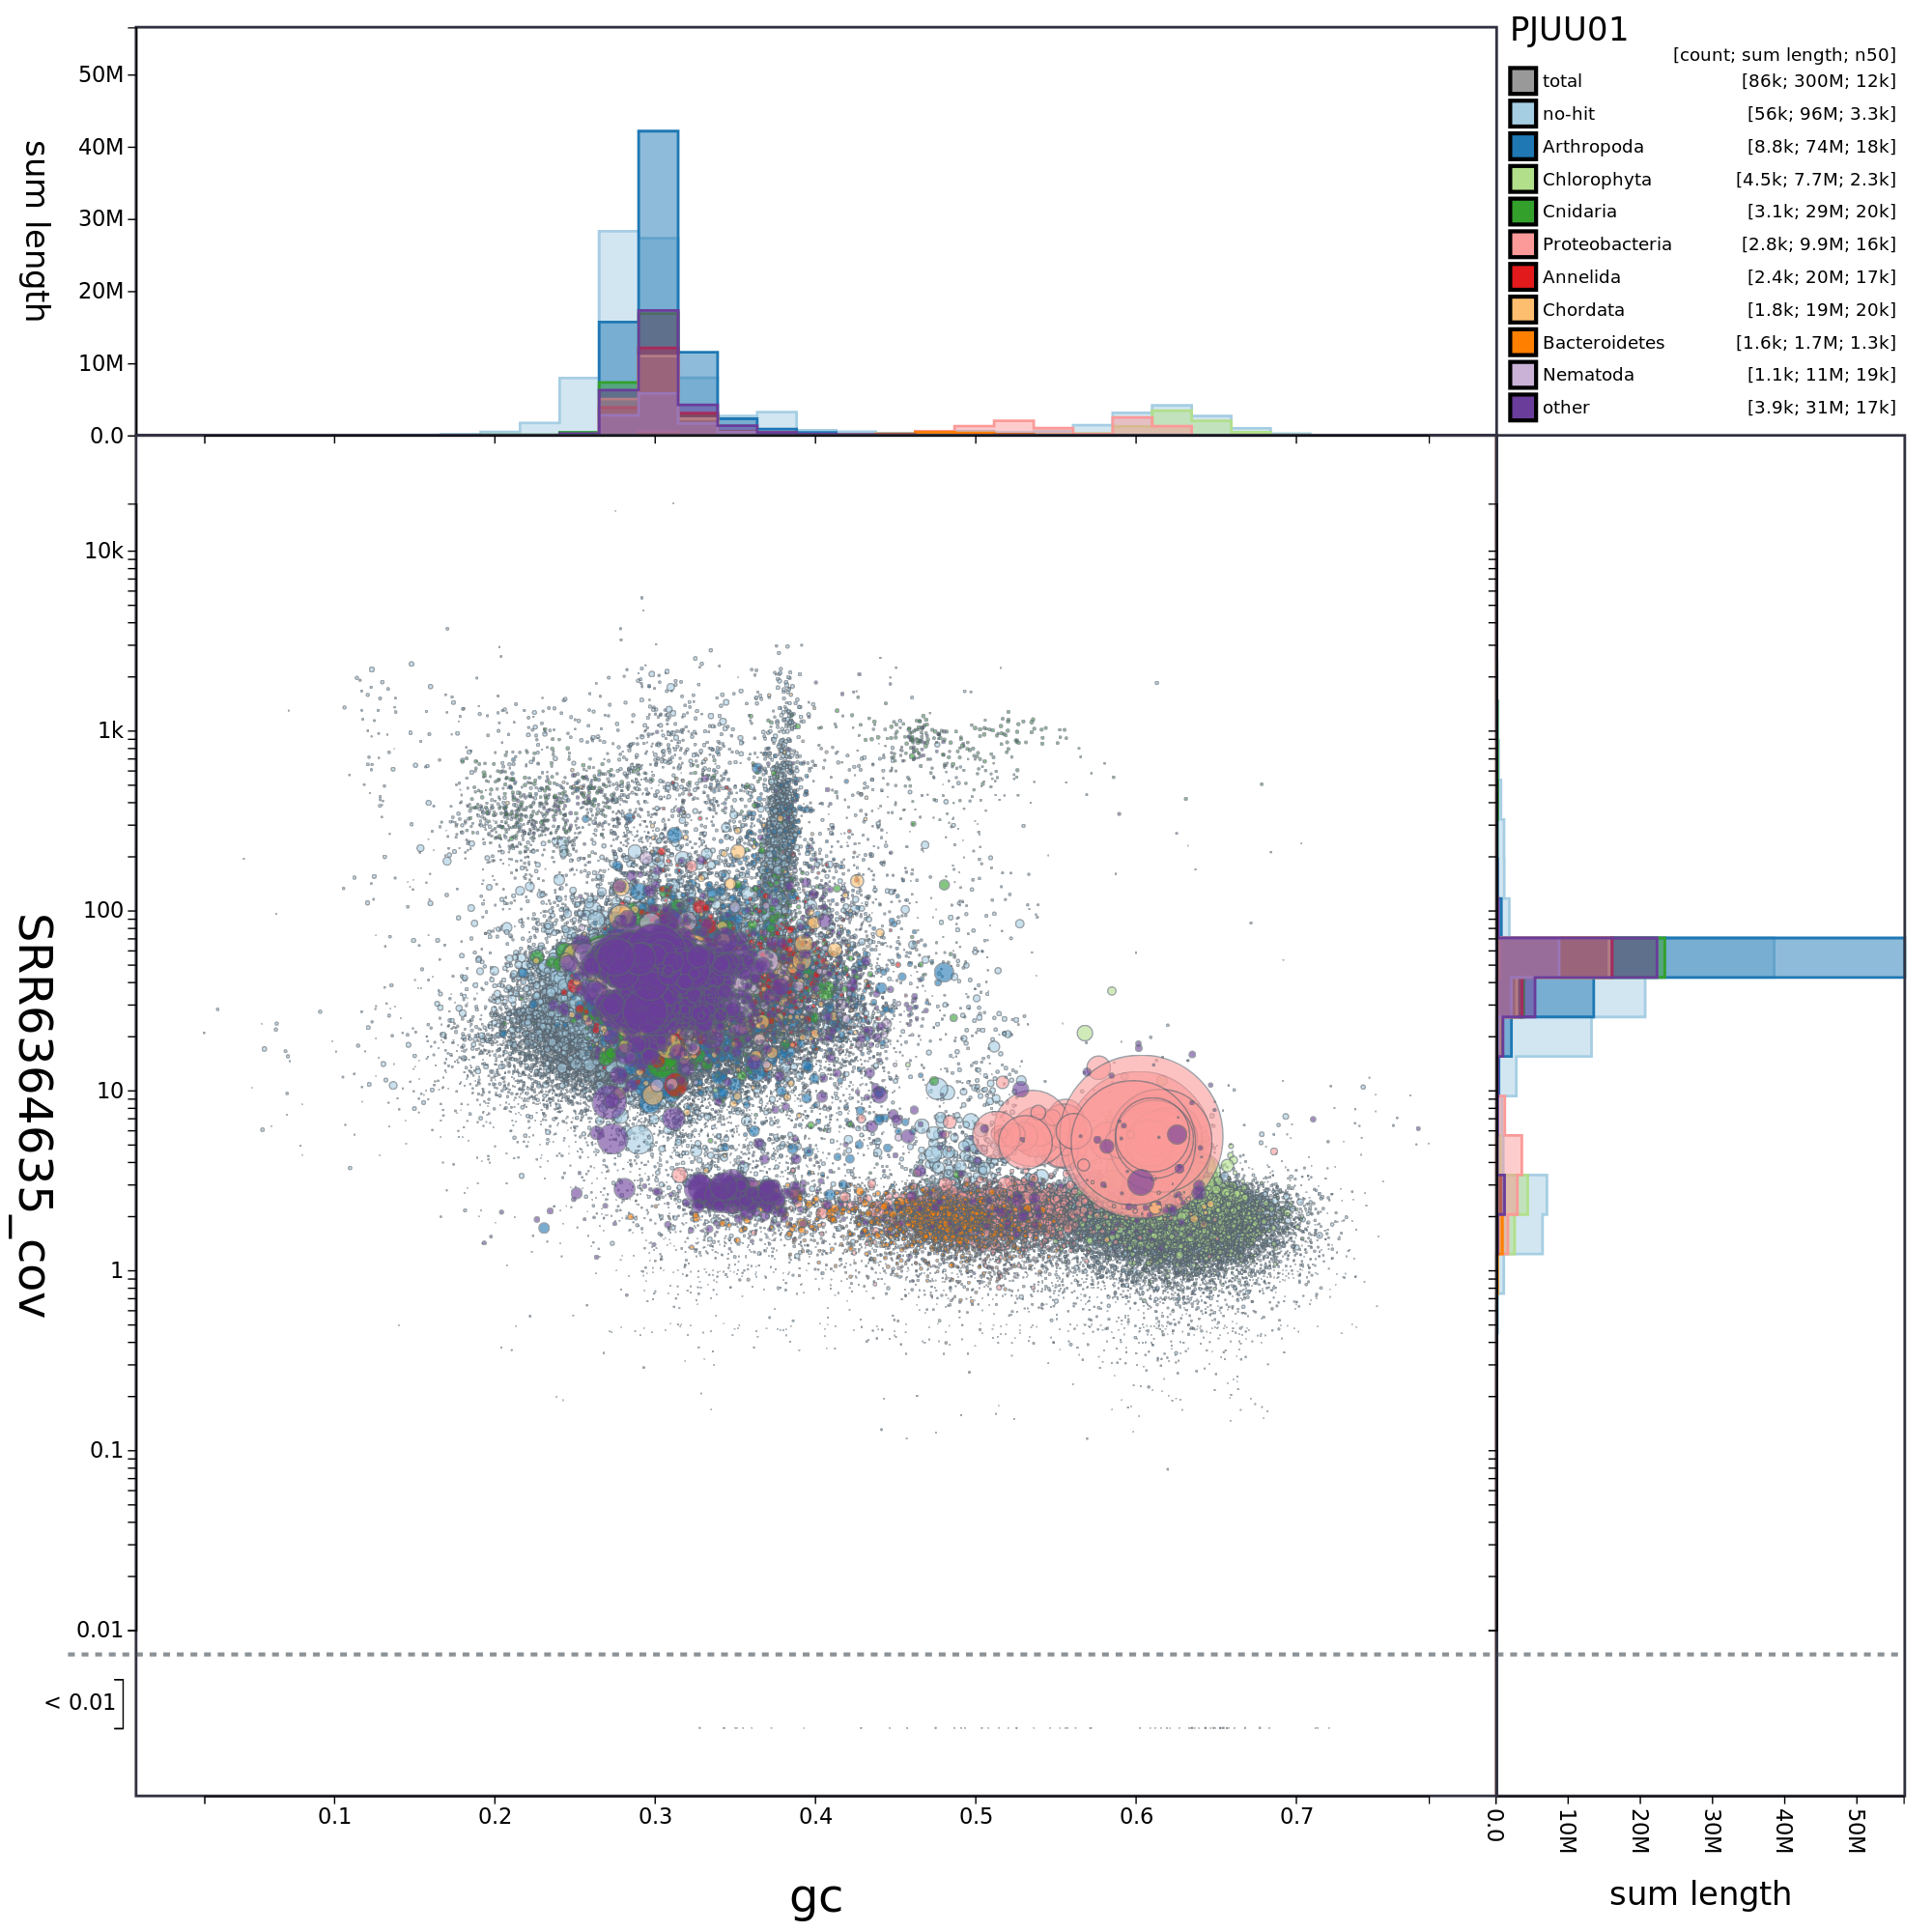 PJUU01
[count; sum length; n50]
total [86k; 300M; 12k]
no-hit [56k; 96M; 3.3k]
Arthropoda [8.8k; 74M; 18k]
Chlorophyta [4.5k; 7.7M; 2.3k]
Cnidaria [3.1k; 29M; 20k]
Proteobacteria [2.8k; 9.9M; 16k]
Annelida [2.4k; 20M; 17k]
Chordata [1.8k; 19M; 20k]
Bacteroidetes [1.6k; 1.7M; 1.3k]
Nematoda [1.1k; 11M; 19k]
other [3.9k; 31M; 17k]
sum length
50M
40M
30M
20M
10M
0.0
SRR6364635_cov
10k
1k
100
10
1
0.1
0.01
< 0.01
0.1 0.2 0.3 0.4 0.5 0.6 0.7
gc
0.0 10M 20M 30M 40M 50M
sum length